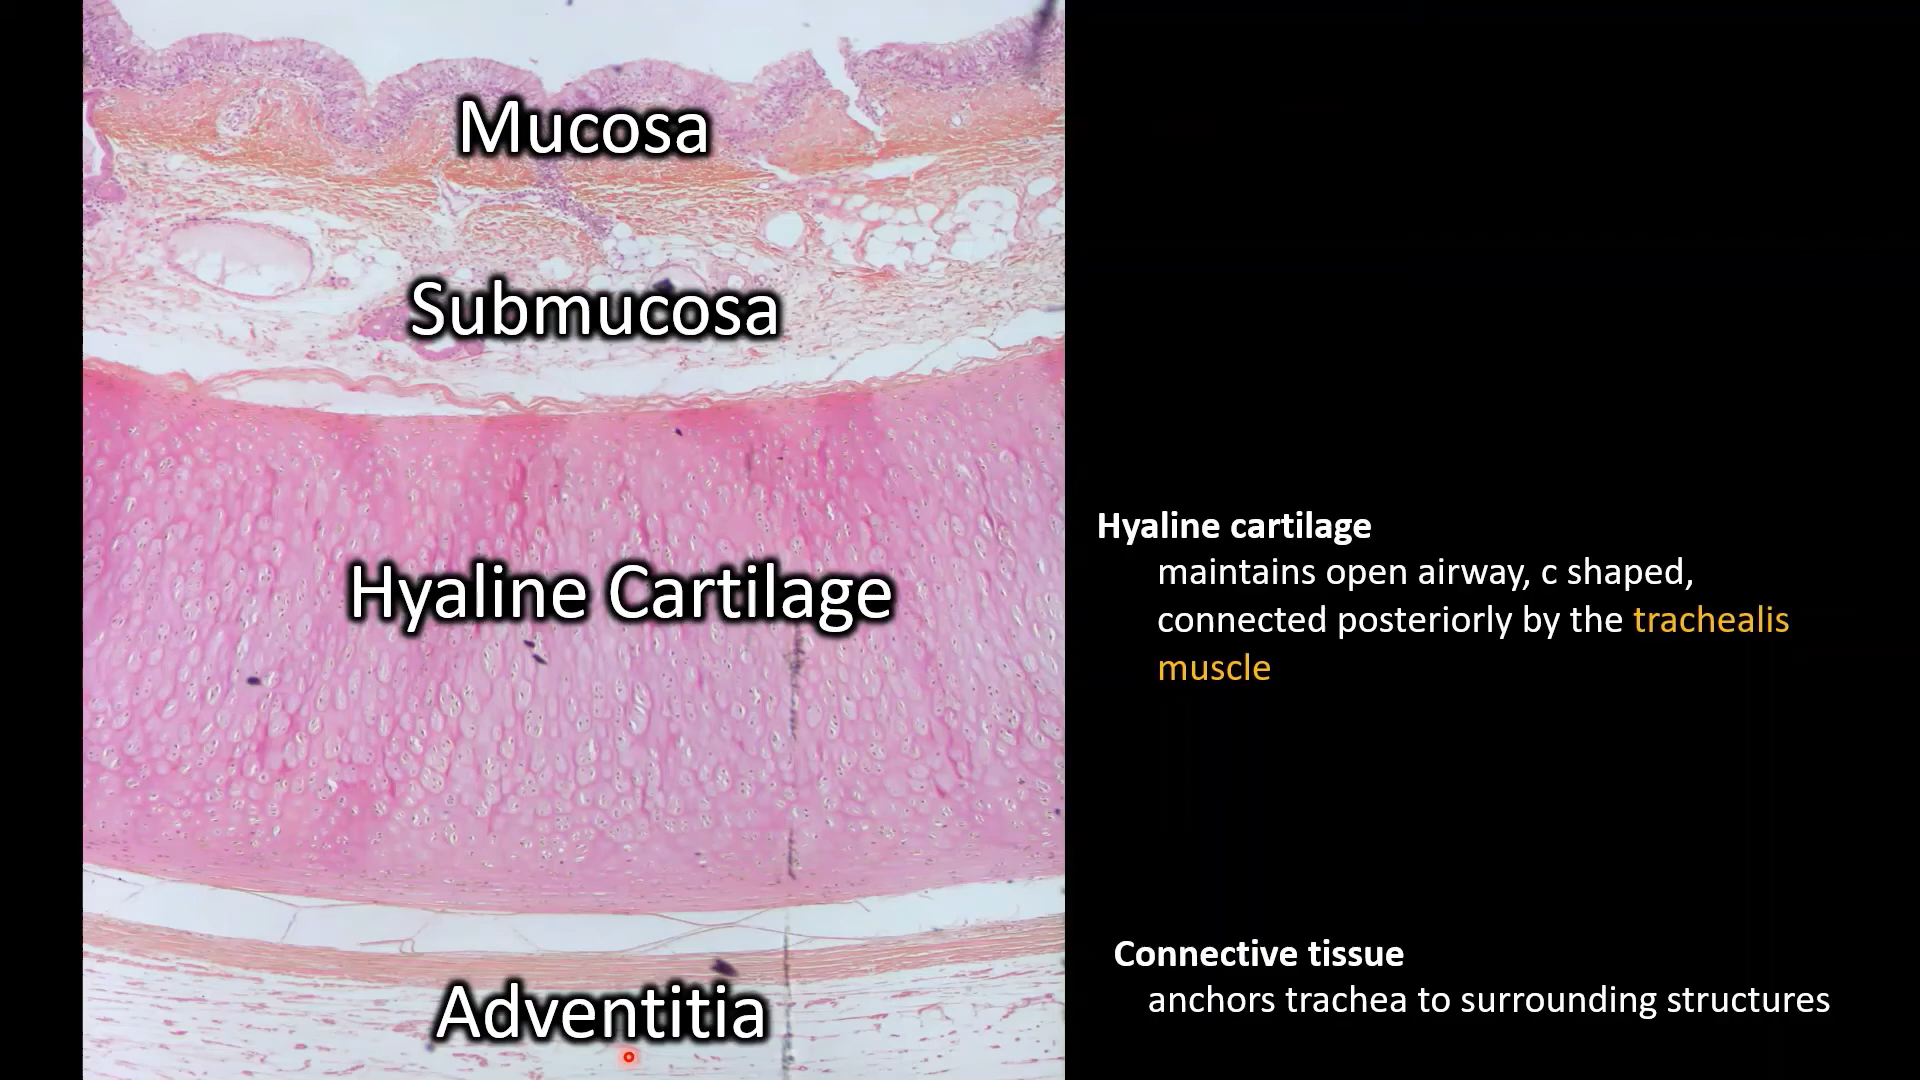 Mucosa
Submucosa
Hyaline Cartilage
Adventitia
Hyaline cartilage
maintains open airway, c shaped,
connected posteriorly by the trachealis
muscle
Connective tissue
anchors trachea to surrounding structures